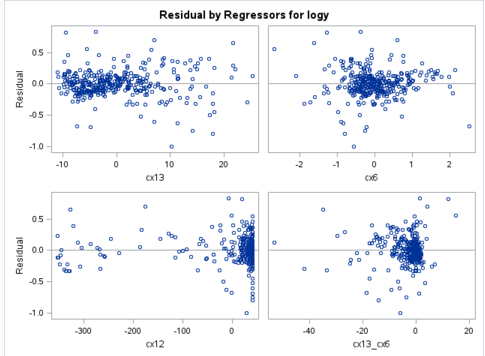 Residual by Regressors for logy
Residual
0.5
0.0
-0.5
-1.0
-10 0 10 20
cx13
-2 -1 0 1 2
cx6
Residual
0.5
0.0
-0.5
-1.0
-300 -200 -100 0
cx12
-40 -20 0 20
cx13_cx6